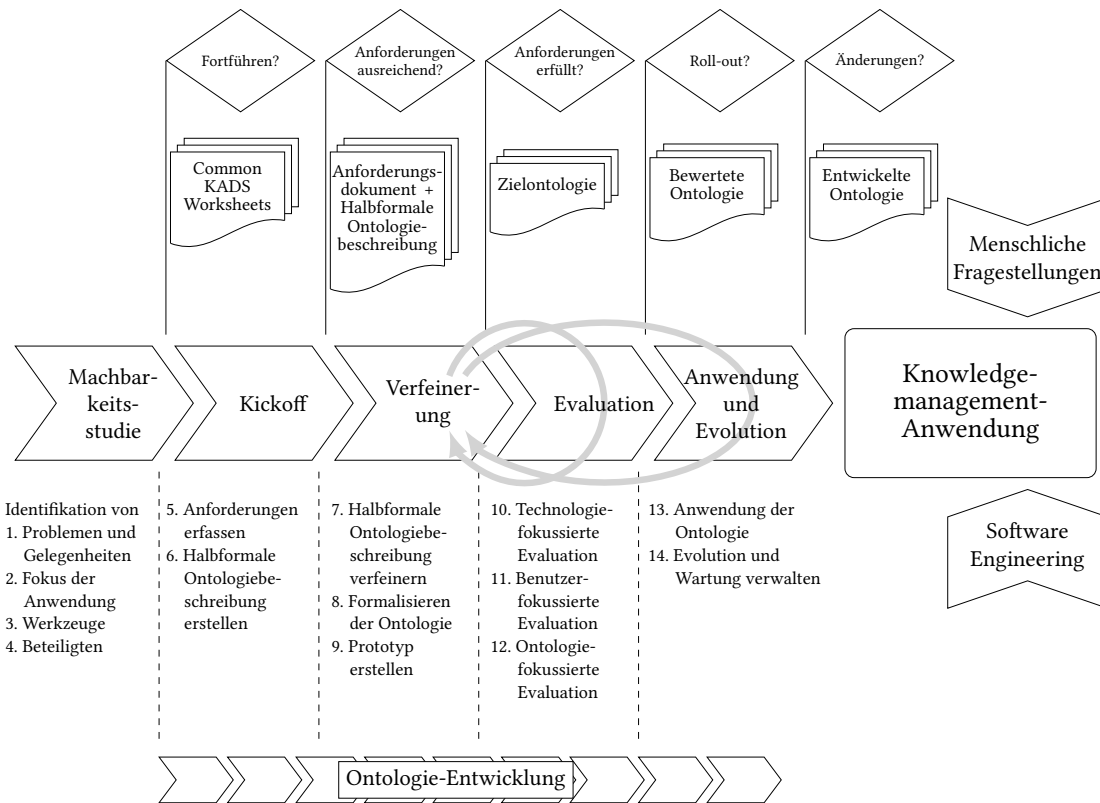 Fortführen?
Anforderungen
ausreichend?
Anforderungen
erfüllt?
Roll-out?
Änderungen?
Common
KADS
Worksheets
Anforderungs-
dokument +
Halbformale
Ontologie-
beschreibung
Zielontologie
Bewertete
Ontologie
Entwickelte
Ontologie
Menschliche
Fragestellungen
Machbar-
keits-
studie
Kickoff
Verfeiner-
ung
Evaluation
Anwendung
und
Evolution
Knowledge-
management-
Anwendung
Identifikation von
1. Problemen und
Gelegenheiten
2. Fokus der
Anwendung
3. Werkzeuge
4. Beteiligten
5. Anforderungen
erfassen
6. Halbformale
Ontologiebe-
schreibung
erstellen
7. Halbformale
Ontologiebe-
schreibung
verfeinern
8. Formalisieren
der Ontologie
9. Prototyp
erstellen
10. Technologie-
fokussierte
Evaluation
11. Benutzer-
fokussierte
Evaluation
12. Ontologie-
fokussierte
Evaluation
13. Anwendung der
Ontologie
14. Evolution und
Wartung verwalten
Software
Engineering
Ontologie-Entwicklung